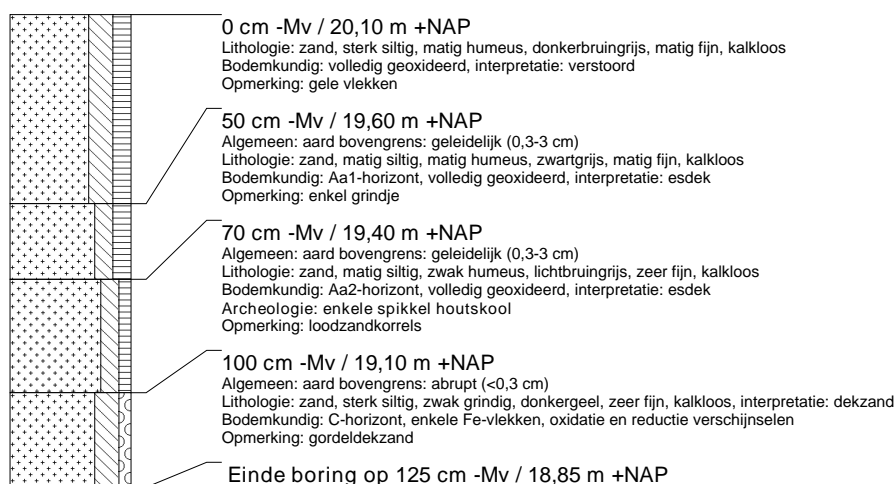 0 cm -Mv / 20,10 m +NAP
Lithologie: zand, sterk siltig, matig humeus, donkerbruingrijs, matig fijn, kalkloos
Bodemkundig: volledig geoxideerd, interpretatie: verstoord
Opmerking: gele vlekken
50 cm -Mv / 19,60 m +NAP
Algemeen: aard bovengrens: geleidelijk (0,3-3 cm)
Lithologie: zand, matig siltig, matig humeus, zwartgrijs, matig fijn, kalkloos
Bodemkundig: Aa1-horizont, volledig geoxideerd, interpretatie: esdek
Opmerking: enkel grindje
70 cm -Mv / 19,40 m +NAP
Algemeen: aard bovengrens: geleidelijk (0,3-3 cm)
Lithologie: zand, matig siltig, zwak humeus, lichtbruingrijs, zeer fijn, kalkloos
Bodemkundig: Aa2-horizont, volledig geoxideerd, interpretatie: esdek
Archeologie: enkele spikkel houtskool
Opmerking: loodzandkorrels
100 cm -Mv / 19,10 m +NAP
Algemeen: aard bovengrens: abrupt (<0,3 cm)
Lithologie: zand, sterk siltig, zwak grindig, donkergeel, zeer fijn, kalkloos, interpretatie: dekzand
Bodemkundig: C-horizont, enkele Fe-vlekken, oxidatie en reductie verschijnselen
Opmerking: gordeldekzand
Einde boring op 125 cm -Mv / 18,85 m +NAP